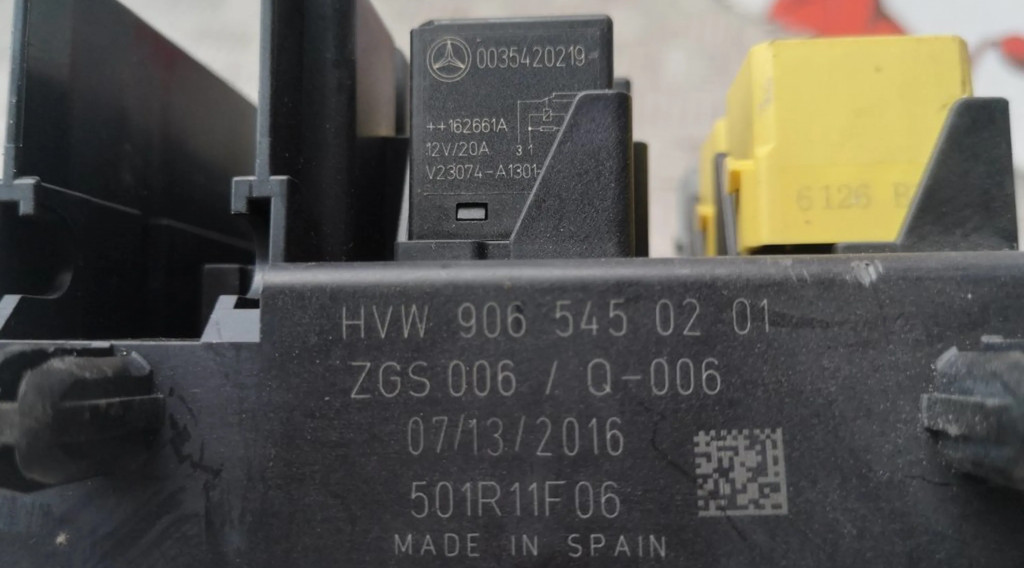 0035420219
++162661A
12V/20A
3 1
V23074-A1301-
6126
HVW 906 545 02 01
ZGS 006 / Q-006
07/13/2016
501R11F06
MADE IN SPAIN